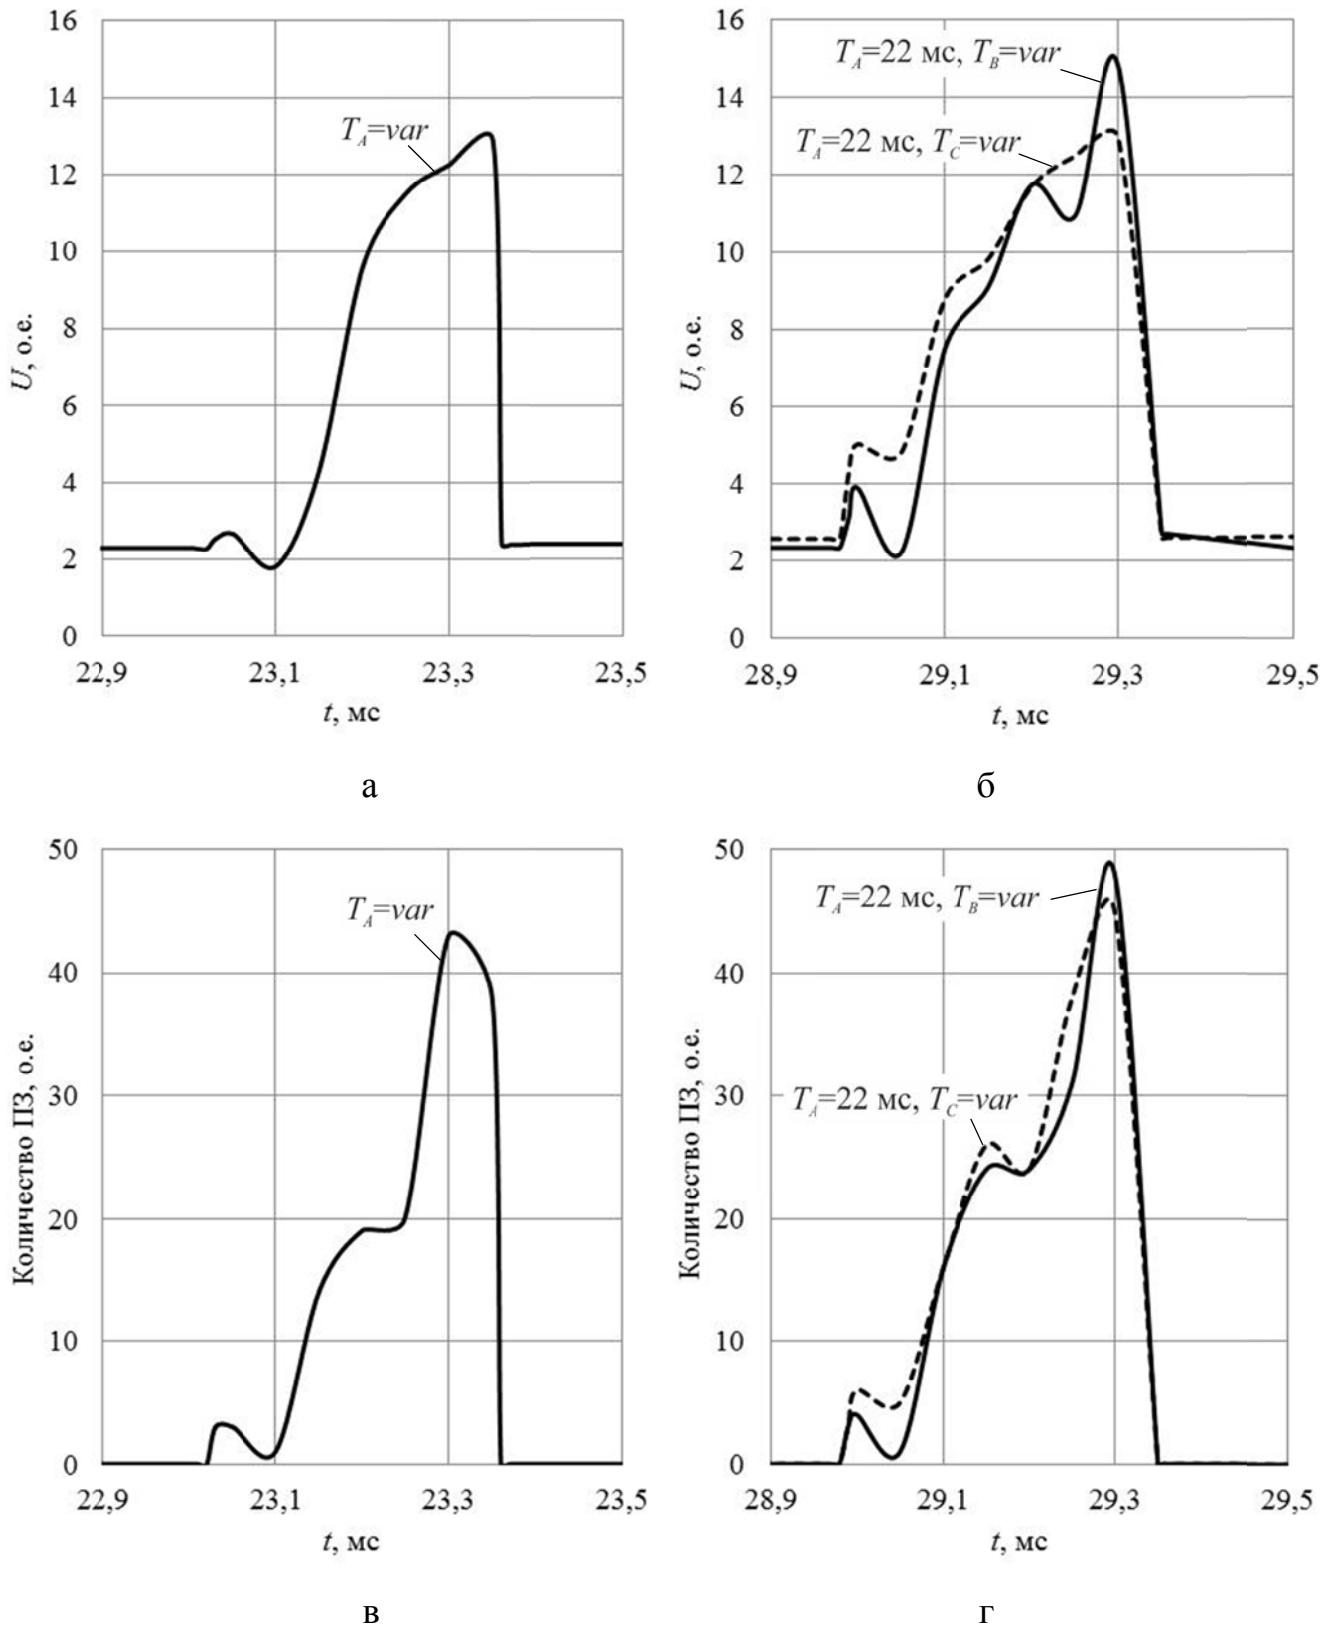 16
14
12
10
8
6
4
2
0
U, о.е.
T_A=var
22,9
23,1
23,3
23,5
t, мс
а
16
14
12
10
8
6
4
2
0
U, о.е.
T_A=22 мс, T_B=var
T_A=22 мс, T_C=var
28,9
29,1
29,3
29,5
t, мс
б
50
40
30
20
10
0
Количество ПЗ, о.е.
T_A=var
22,9
23,1
23,3
23,5
t, мс
в
50
40
30
20
10
0
Количество ПЗ, о.е.
T_A=22 мс, T_B=var
T_A=22 мс, T_C=var
28,9
29,1
29,3
29,5
t, мс
г